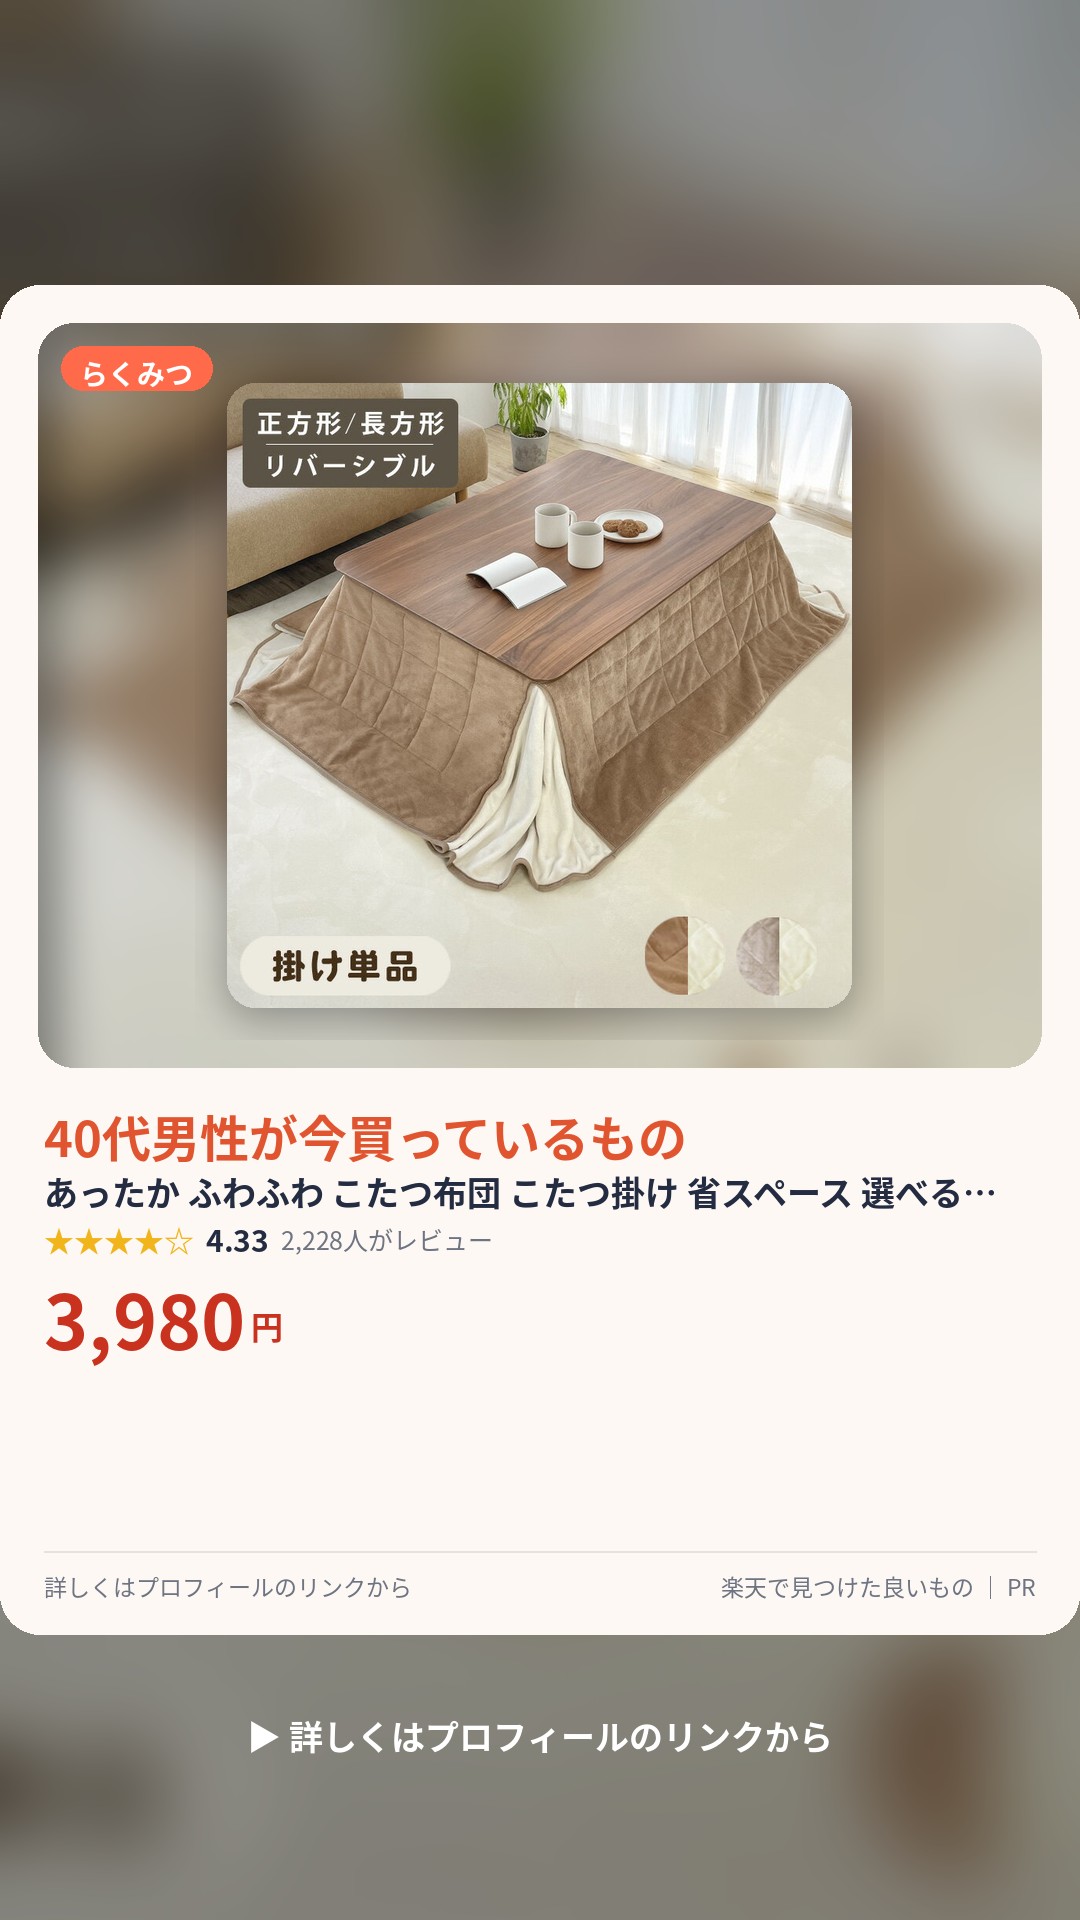 らくみつ
正方形/長方形
リバーシブル
掛け単品
40代男性が今買っているもの
あったか ふわふわ こたつ布団 こたつ掛け 省スペース 選べる…
★★★★☆ 4.33 2,228人がレビュー
3,980円
詳しくはプロフィールのリンクから
楽天で見つけた良いもの｜PR
▶ 詳しくはプロフィールのリンクから